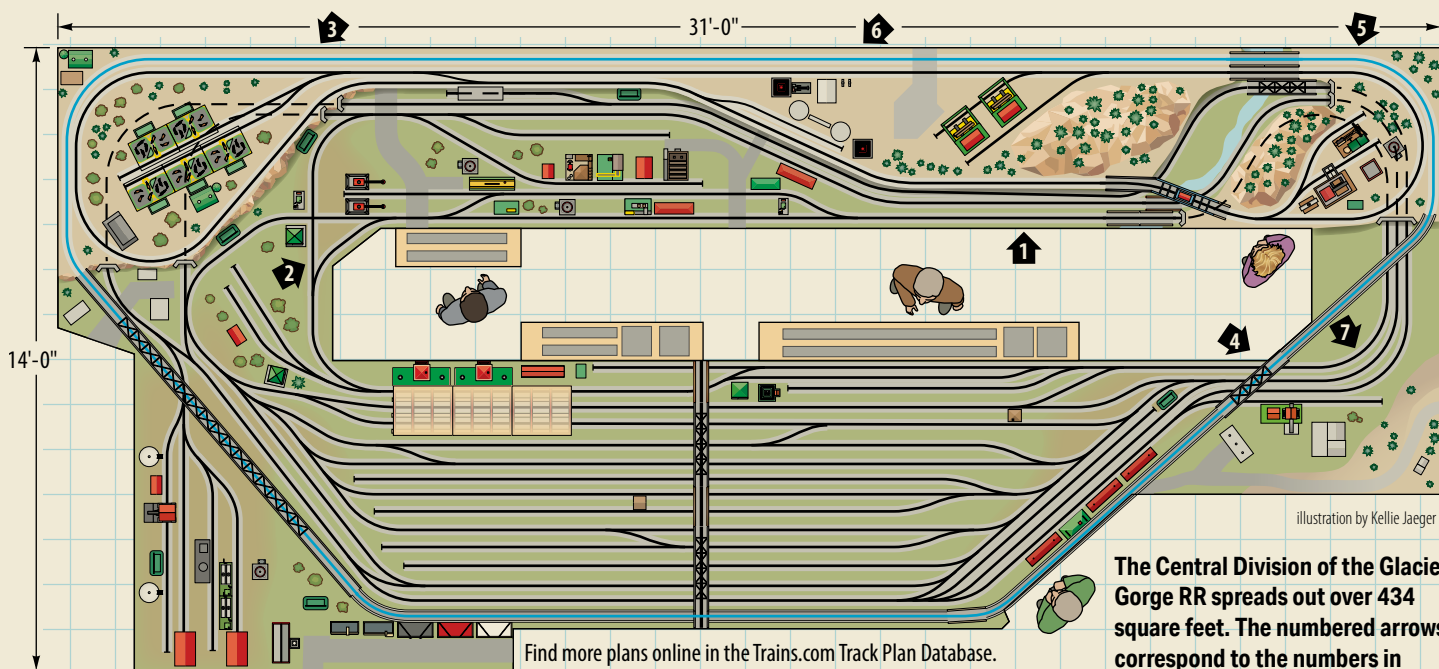 3
31'-0"
6
5
2
1
14'-0"
4
7
illustration by Kellie Jaeger
The Central Division of the Glacie
Gorge RR spreads out over 434
square feet. The numbered arrows
correspond to the numbers in
Find more plans online in the Trains.com Track Plan Database.